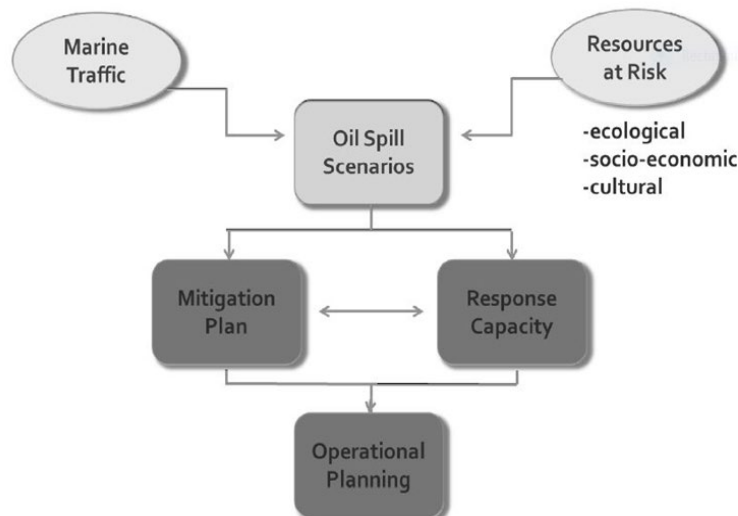 Marine
Traffic
Resources
at Risk
-ecological
-socio-economic
-cultural
Oil Spill
Scenarios
Mitigation
Plan
Response
Capacity
Operational
Planning